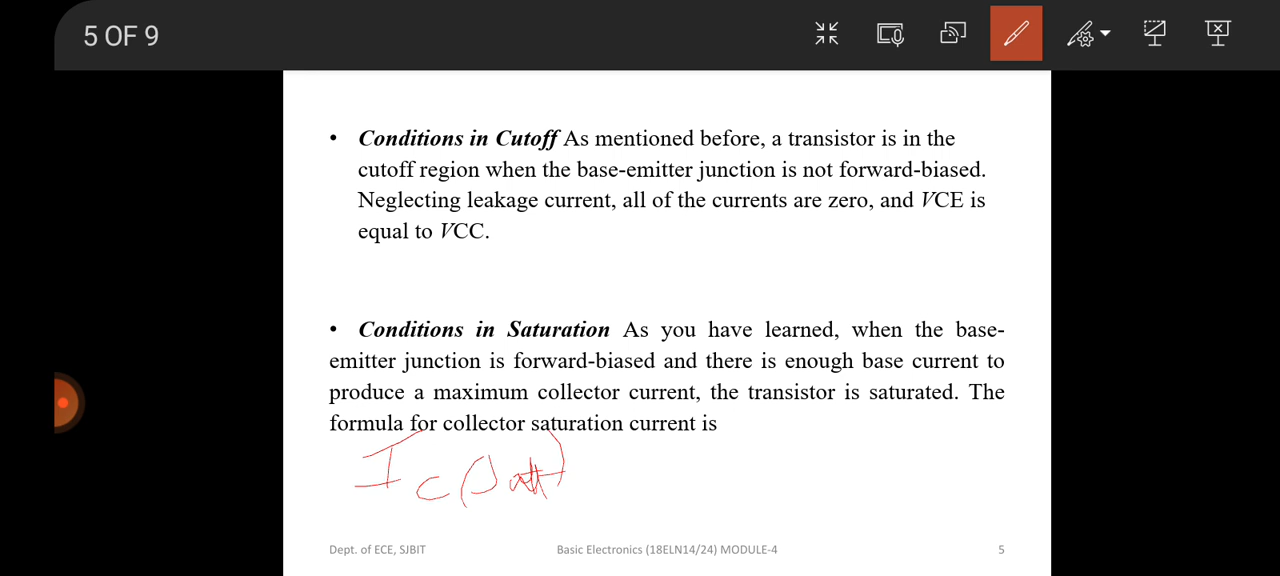 5 OF 9
• Conditions in Cutoff As mentioned before, a transistor is in the
cutoff region when the base-emitter junction is not forward-biased.
Neglecting leakage current, all of the currents are zero, and VCE is
equal to VCC.
• Conditions in Saturation As you have learned, when the base-
emitter junction is forward-biased and there is enough base current to
produce a maximum collector current, the transistor is saturated. The
formula for collector saturation current is
I C (Sat)
Dept. of ECE, SJBIT Basic Electronics (18ELN14/24) MODULE-4 5